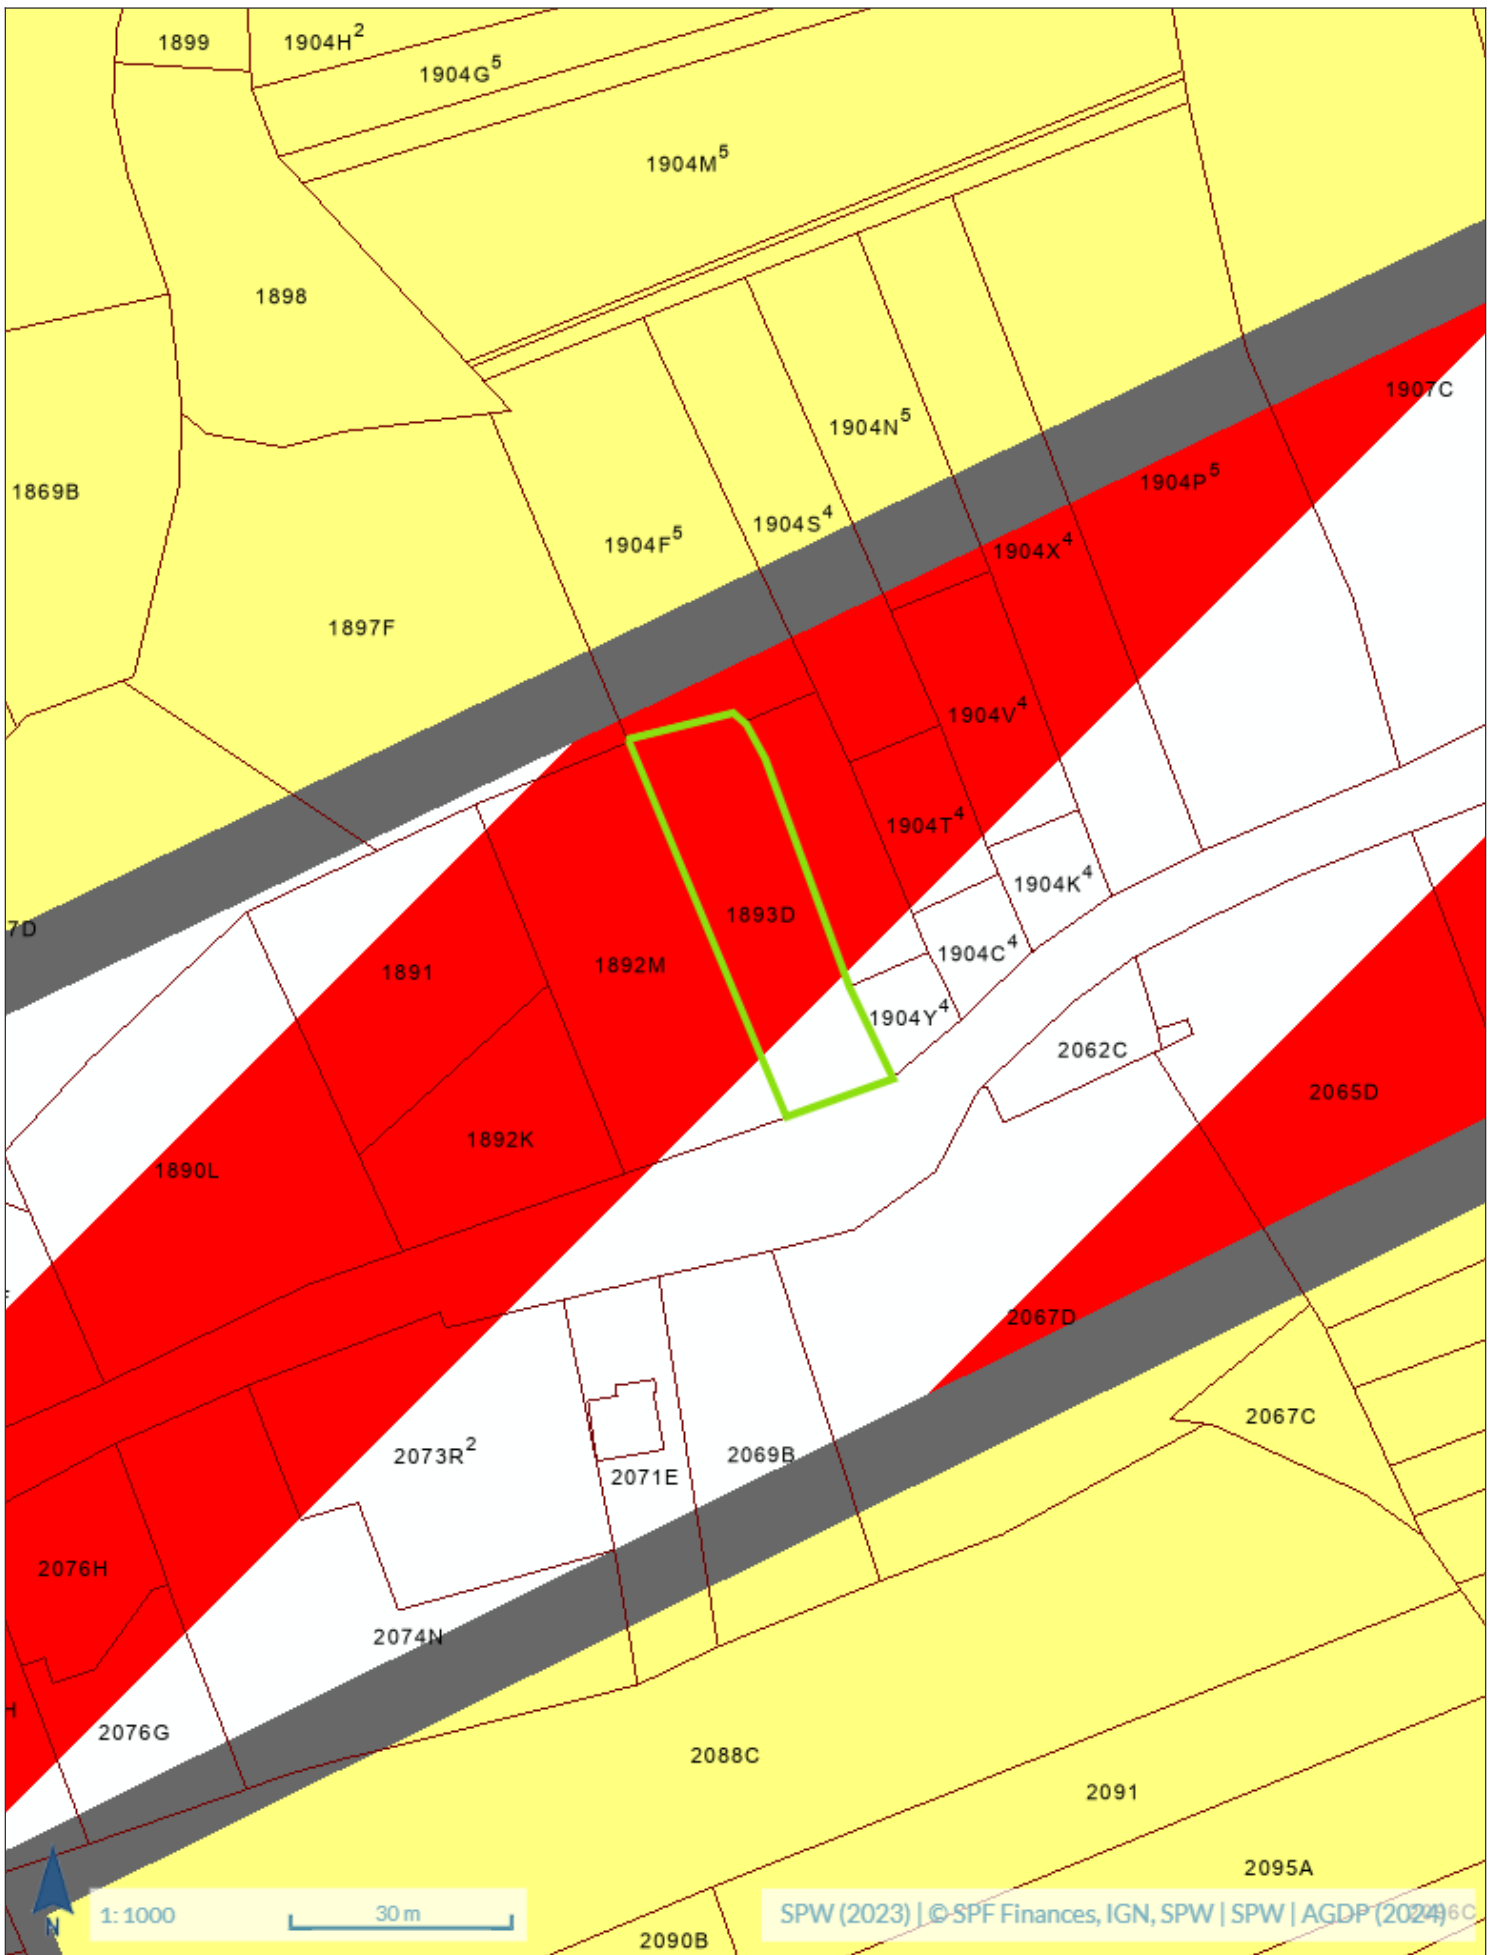 1899
1904H²
1904G⁵
1904M⁵
1898
1907C
1904N⁵
1904P⁵
1869B
1904S⁴
1904F⁵
1904X⁴
1897F
1904V⁴
1904T⁴
1904K⁴
1893D
7D
1904C⁴
1892M
1891
1904Y⁴
2062C
2065D
1892K
1890L
2067D
2067C
2073R²
2069B
2071E
2076H
2074N
H
2076G
2088C
2091
2095A
N
1: 1000
30 m
SPW (2023) | © SPF Finances, IGN, SPW | SPW | AGDP (2024)
2090B